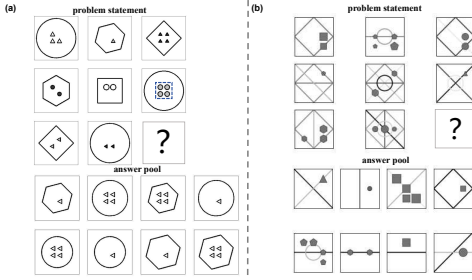 (a)
problem statement
?
answer pool
(b)
problem statement
?
answer pool